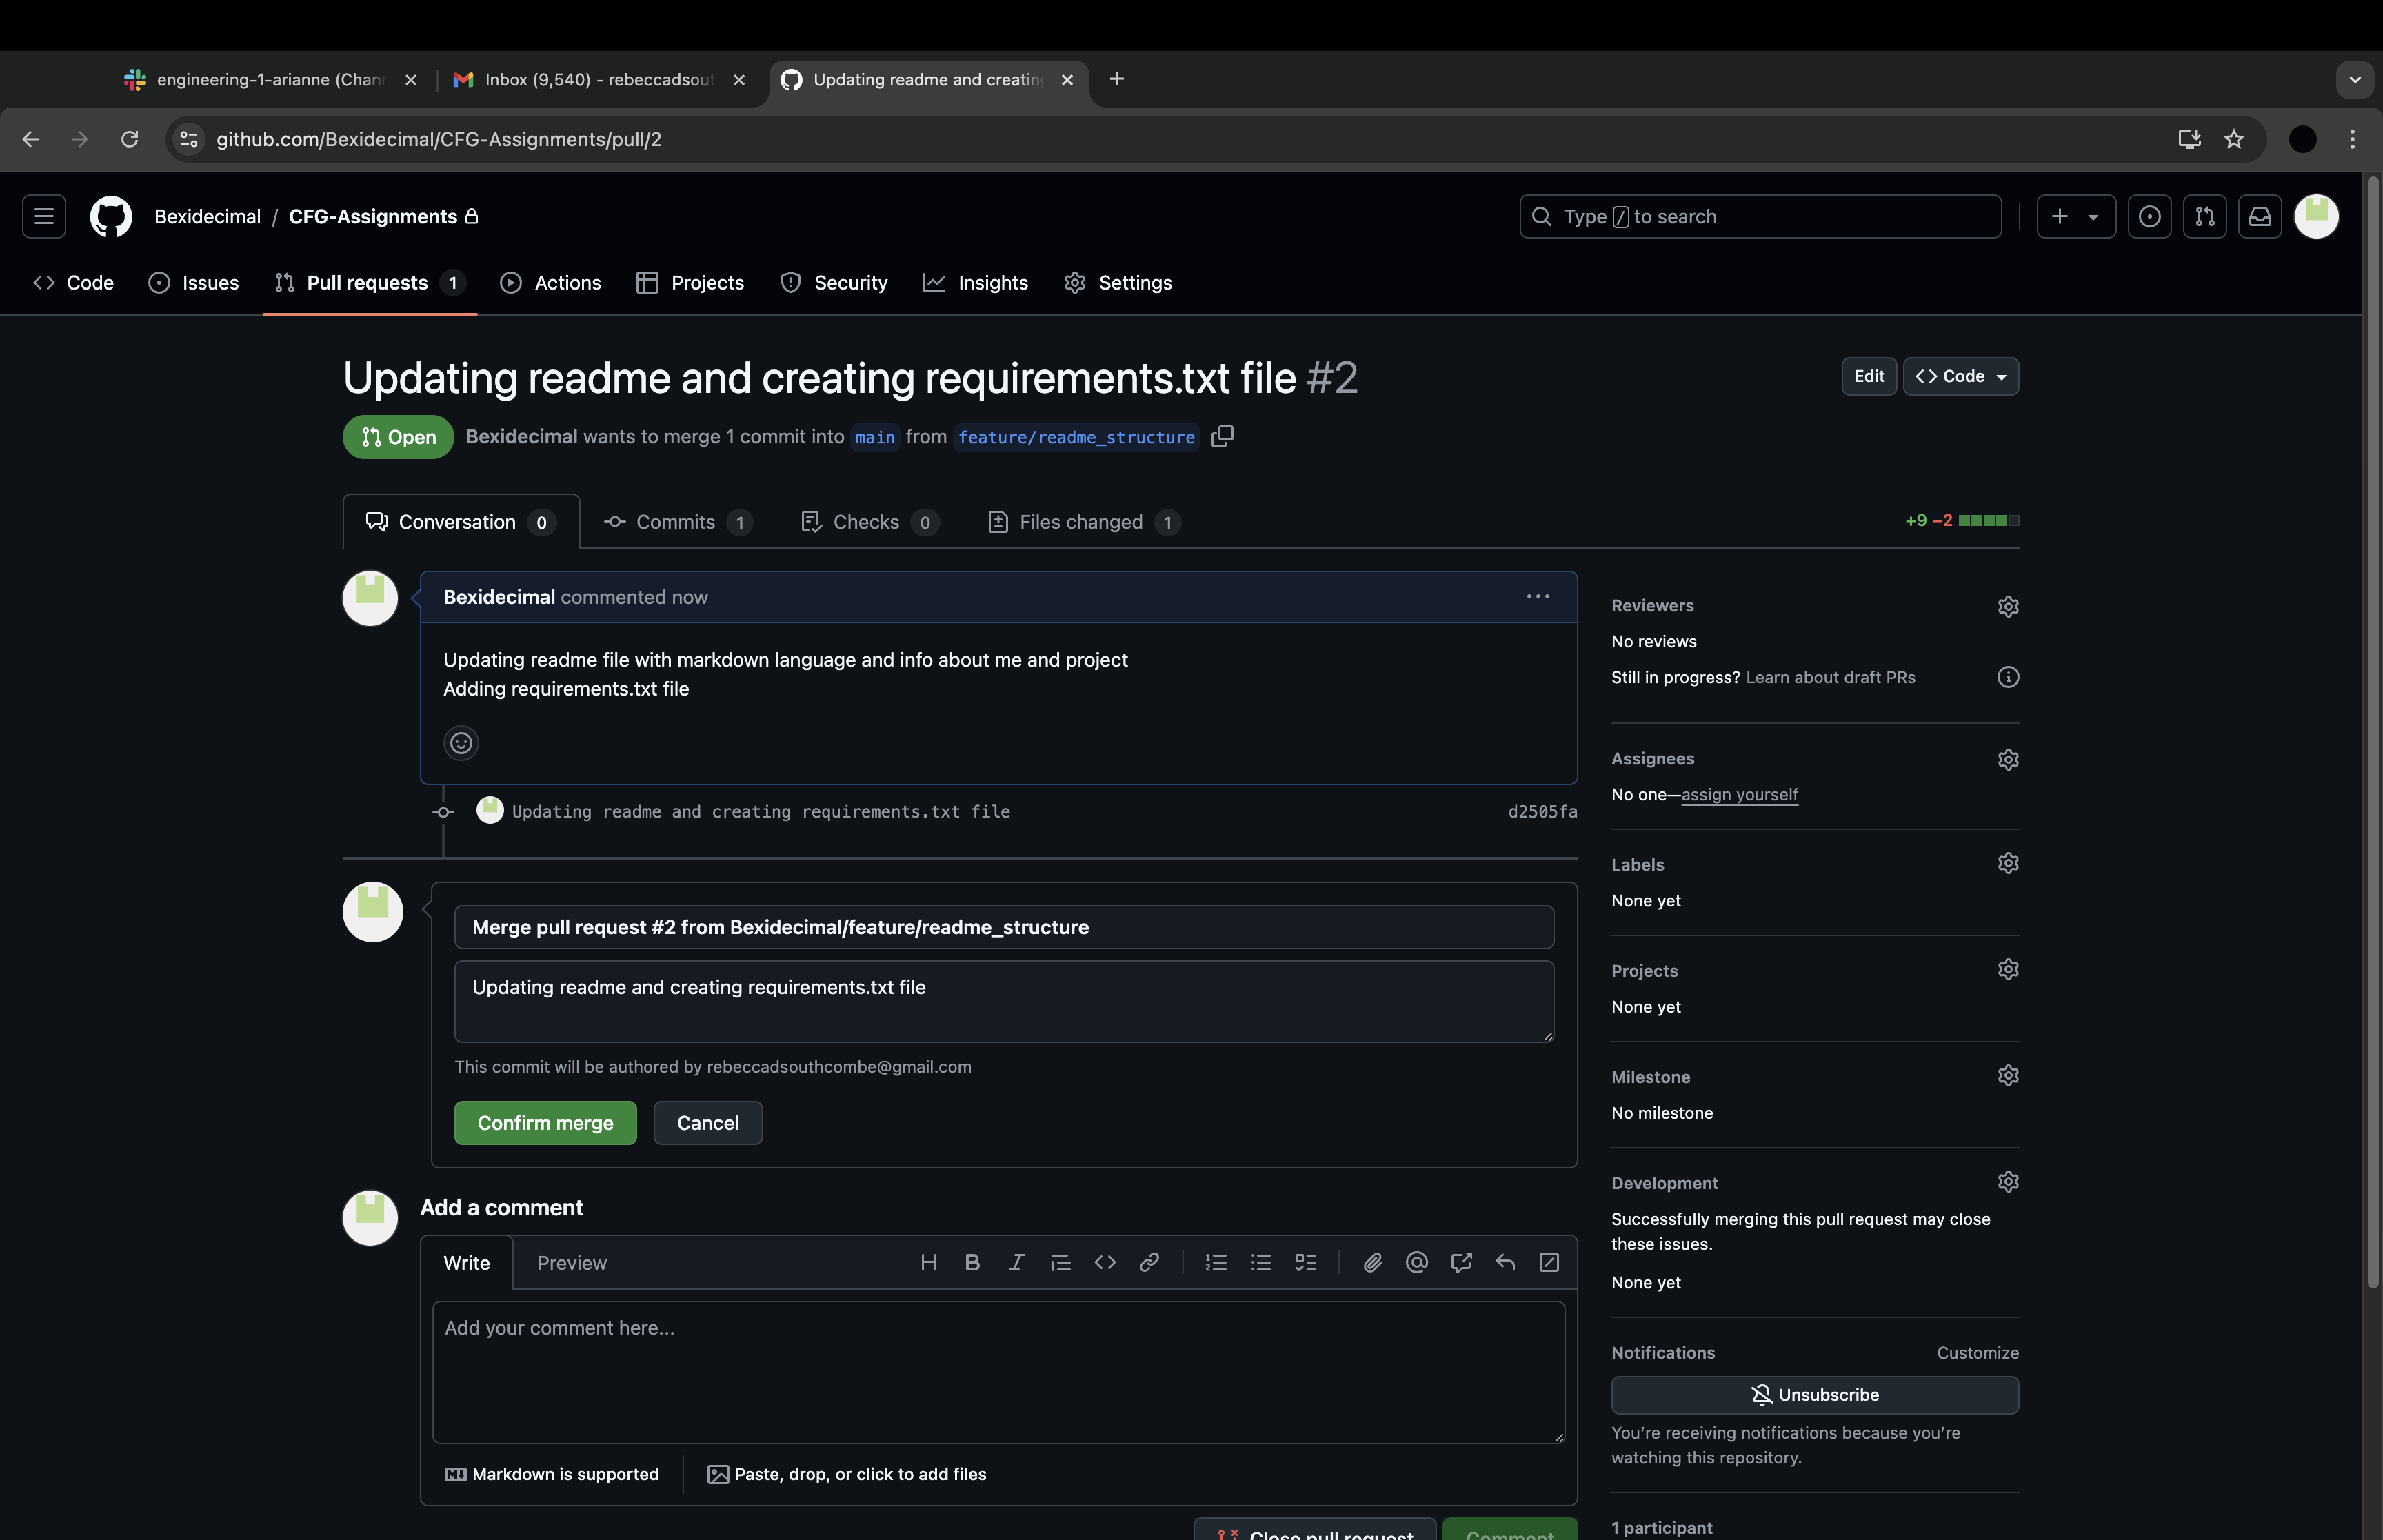 engineering-1-arianne (Chan
Inbox (9,540) - rebeccadsout
Updating readme and creatin
github.com/Bexidecimal/CFG-Assignments/pull/2
Bexidecimal / CFG-Assignments
Type / to search
Code
Issues
Pull requests 1
Actions
Projects
Security
Insights
Settings
Updating readme and creating requirements.txt file #2
Edit
Code
Open
Bexidecimal wants to merge 1 commit into main from feature/readme_structure
Conversation 0
Commits 1
Checks 0
Files changed 1
+9 −2
Bexidecimal commented now
Updating readme file with markdown language and info about me and project
Adding requirements.txt file
Updating readme and creating requirements.txt file
d2505fa
Merge pull request #2 from Bexidecimal/feature/readme_structure
Updating readme and creating requirements.txt file
This commit will be authored by rebeccadsouthcombe@gmail.com
Confirm merge
Cancel
Add a comment
Write
Preview
Add your comment here...
Markdown is supported
Paste, drop, or click to add files
Close pull request
Comment
Reviewers
No reviews
Still in progress? Learn about draft PRs
Assignees
No one—assign yourself
Labels
None yet
Projects
None yet
Milestone
No milestone
Development
Successfully merging this pull request may close
these issues.
None yet
Notifications
Customize
Unsubscribe
You're receiving notifications because you're
watching this repository.
1 participant